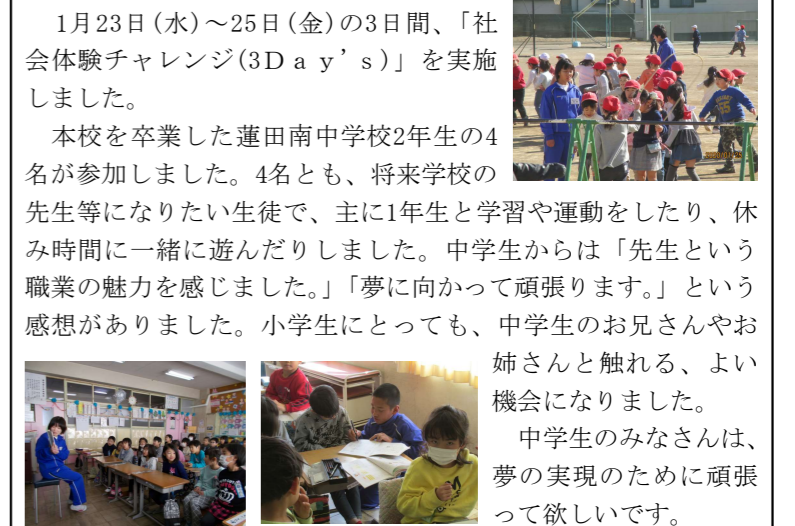 1月23日(水)～25日(金)の3日間、「社
会体験チャレンジ(3Day's)」を実施
しました。
本校を卒業した蓮田南中学校2年生の4
名が参加しました。4名とも、将来学校の
先生等になりたい生徒で、主に1年生と学習や運動をしたり、休
み時間に一緒に遊んだりしました。中学生からは「先生という
職業の魅力を感じました。」「夢に向かって頑張ります。」という
感想がありました。小学生にとっても、中学生のお兄さんやお
姉さんと触れる、よい
機会になりました。
中学生のみなさんは、
夢の実現のために頑張
って欲しいです。